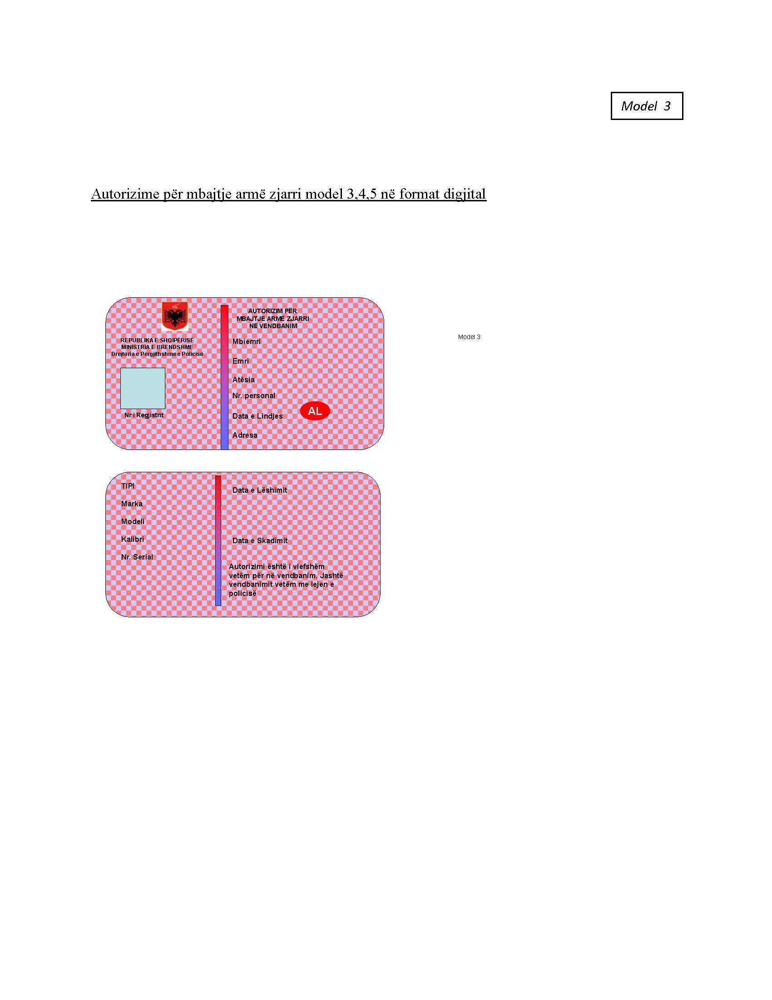 Model 3
Autorizime për mbajtje armë zjarri model 3,4,5 në format digjital
REPUBLIKA E SHQIPËRISË
MINISTRIA E BRENDSHME
Drejtoria e Përgjithshme e Policisë
Nr i Regjistrit
AUTORIZIM PËR
MBAJTJE ARMË ZJARRI
NË VENDBANIM
Mbiemri
Emri
Atësia
Nr. personal
AL
Data e Lindjes
Adresa
Model 3
TIPI
Marka
Modeli
Kalibri
Nr. Serial
Data e Lëshimit
Data e Skadimit
Autorizimi është i vlefshëm
vetëm për në vendbanim. Jashtë
vendbanimit vetëm me lejen e
policisë